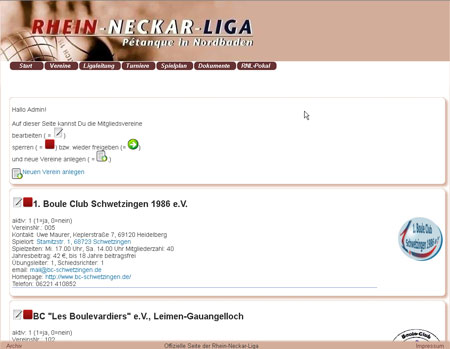 RHEIN-NECKAR-LIGA
Pétanque in Nordbaden
Start Vereine Ligaleitung Turniere Spielplan Dokumente RNL-Pokal
Hallo Admin!
Auf dieser Seite kannst Du die Mitgliedsvereine
bearbeiten ( = )
sperren ( = ) bzw. wieder freigeben ( = )
und neue Vereine anlegen ( = )
Neuen Verein anlegen
1. Boule Club Schwetzingen 1986 e.V.
aktiv: 1 (1=ja, 0=nein)
VereinsNr.: 005
Kontakt: Uwe Maurer, Keplerstraße 7, 69120 Heidelberg
Spielort: Stamitzstr. 1, 68723 Schwetzingen
Spielzeiten: Mi. 17.00 Uhr, Sa. 14.00 Uhr Mitgliederzahl: 40
Jahresbeitrag: 42 €, bis 18 Jahre beitragsfrei
Übungsleiter: 1, Schiedsrichter: 1
email: mail@bc-schwetzingen.de
Homepage: http://www.bc-schwetzingen.de/
Telefon: 06221 410852
1. Boule Club
Schwetzingen
1986 e.V.
BC "Les Boulevardiers" e.V., Leimen-Gauangelloch
aktiv: 1 (1=ja, 0=nein)
VereinsNr.: 102
Boule-Club
Archiv Offizielle Seite der Rhein-Neckar-Liga Impressum